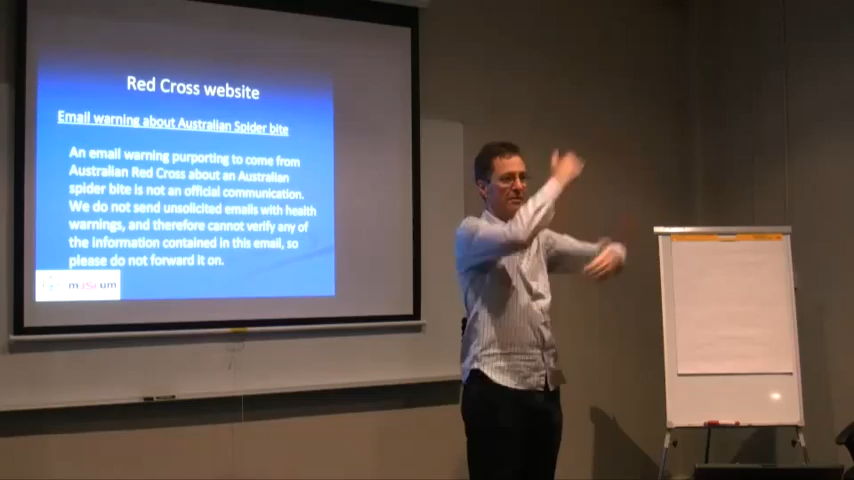 Red Cross website
Email warning about Australian Spider bite
An email warning purporting to come from
Australian Red Cross about an Australian
spider bite is not an official communication.
We do not send unsolicited emails with health
warnings, and therefore cannot verify any of
the information contained in this email, so
please do not forward it on.